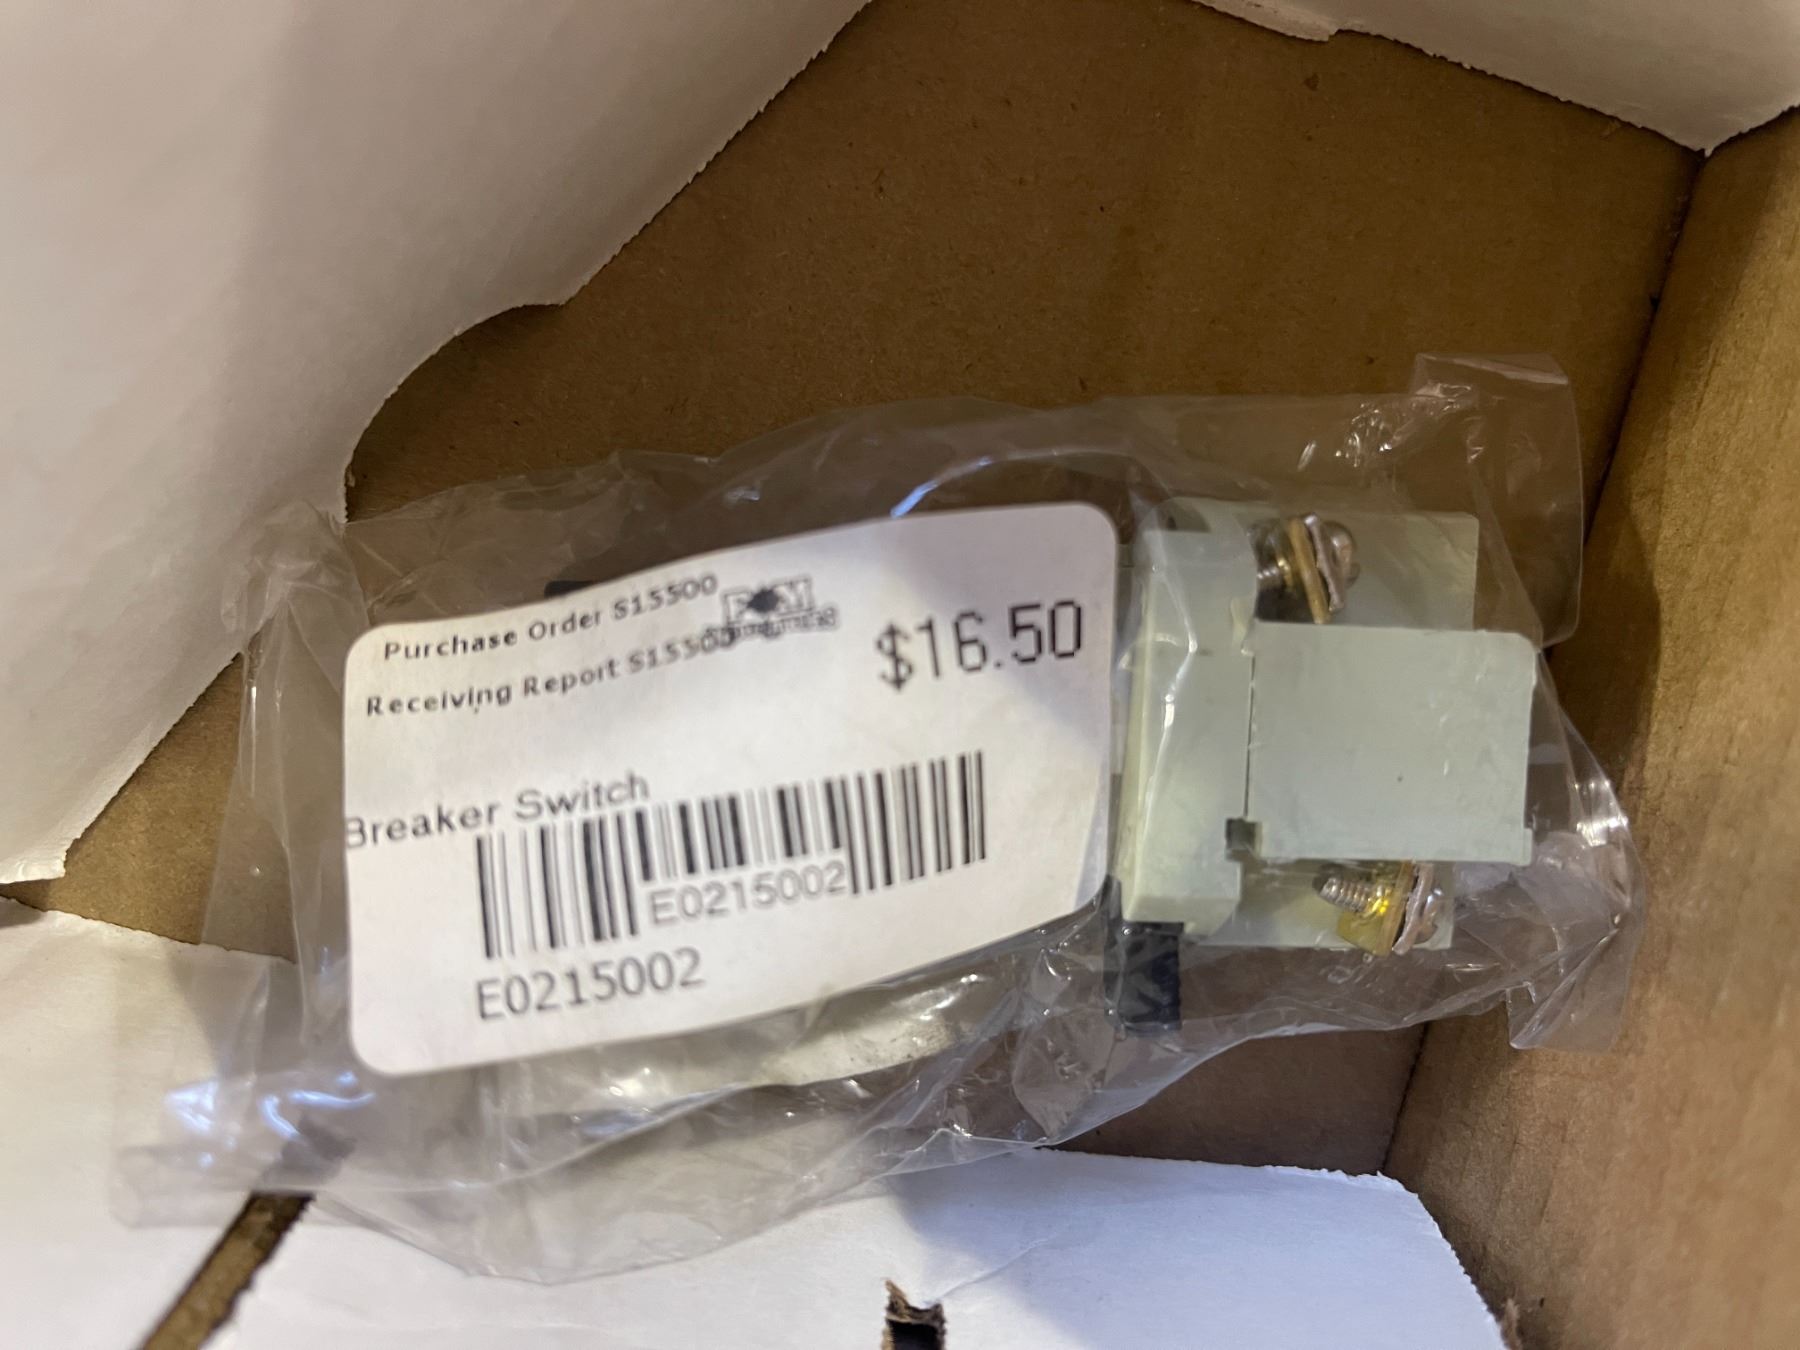 Purchase Order S15500
Receiving Report S15500
$16.50
Breaker Switch
E0215002
E0215002